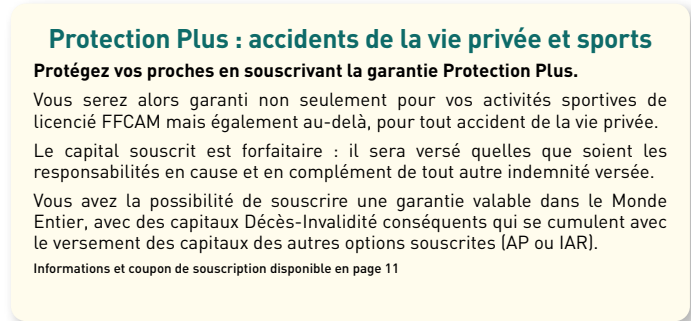 Protection Plus : accidents de la vie privée et sports
Protégez vos proches en souscrivant la garantie Protection Plus.
Vous serez alors garanti non seulement pour vos activités sportives de
licencié FFCAM mais également au-delà, pour tout accident de la vie privée.
Le capital souscrit est forfaitaire : il sera versé quelles que soient les
responsabilités en cause et en complément de tout autre indemnité versée.
Vous avez la possibilité de souscrire une garantie valable dans le Monde
Entier, avec des capitaux Décès-Invalidité conséquents qui se cumulent avec
le versement des capitaux des autres options souscrites (AP ou IAR).
Informations et coupon de souscription disponible en page 11